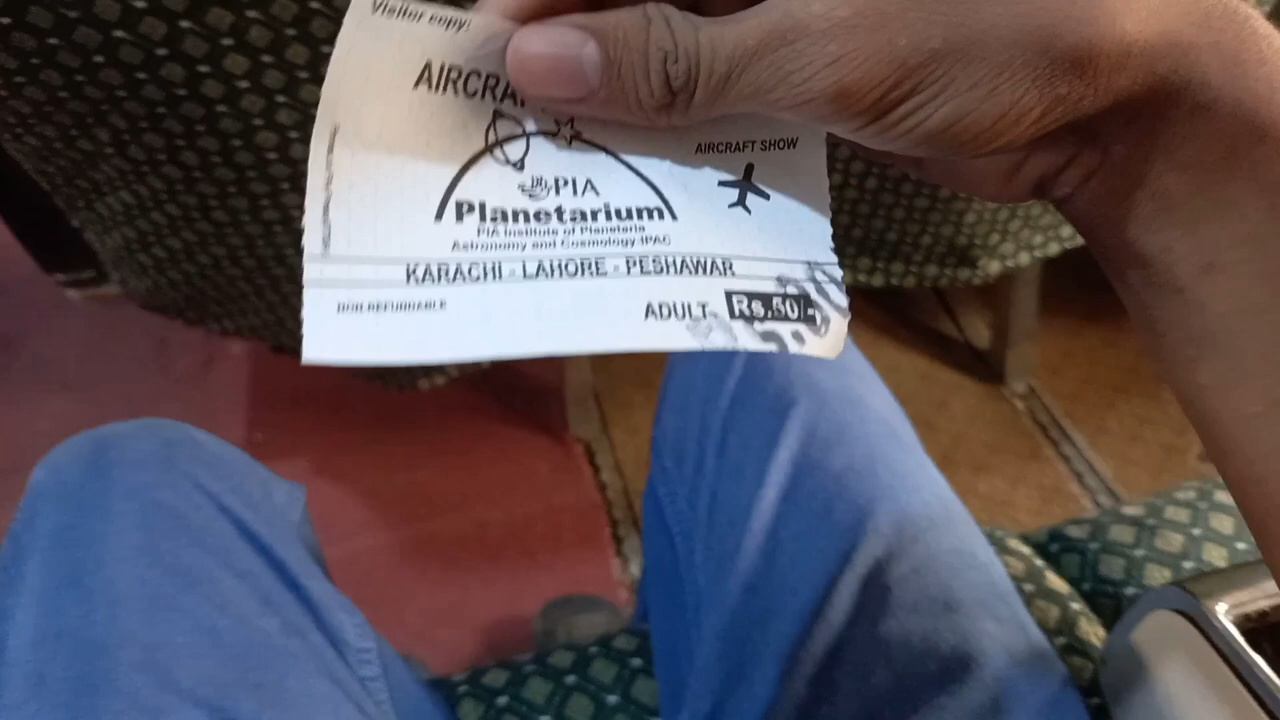 Visitor copy:
AIRCRA
AIRCRAFT SHOW
PIA
Planetarium
PIA Institute of Planetaria
Astronomy and Cosmology IPAC
KARACHI - LAHORE - PESHAWAR
NON REFUNDABLE
ADULT Rs.50/-